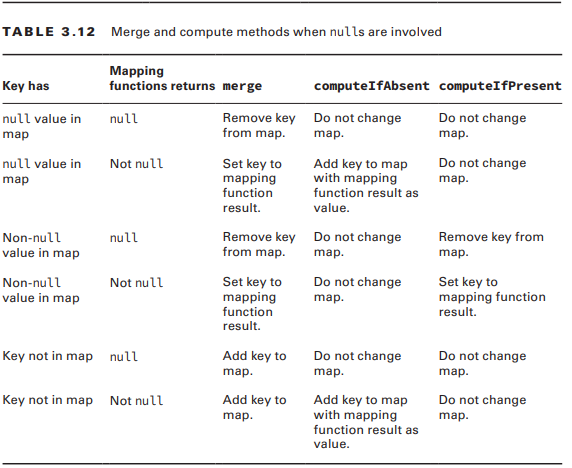 TABLE 3.12 Merge and compute methods when nulls are involved
Mapping
Key has functions returns merge computeIfAbsent computeIfPresent
null value in null Remove key Do not change Do not change
map from map. map. map.
null value in Not null Set key to Add key to map Do not change
map mapping with mapping map.
function function result as
result. value.
Non-null null Remove key Do not change Remove key from
value in map from map. map. map.
Non-null Not null Set key to Do not change Set key to
value in map mapping map. mapping function
function result.
result.
Key not in map null Add key to Do not change Do not change
map. map. map.
Key not in map Not null Add key to Add key to map Do not change
map. with mapping map.
function result as
value.